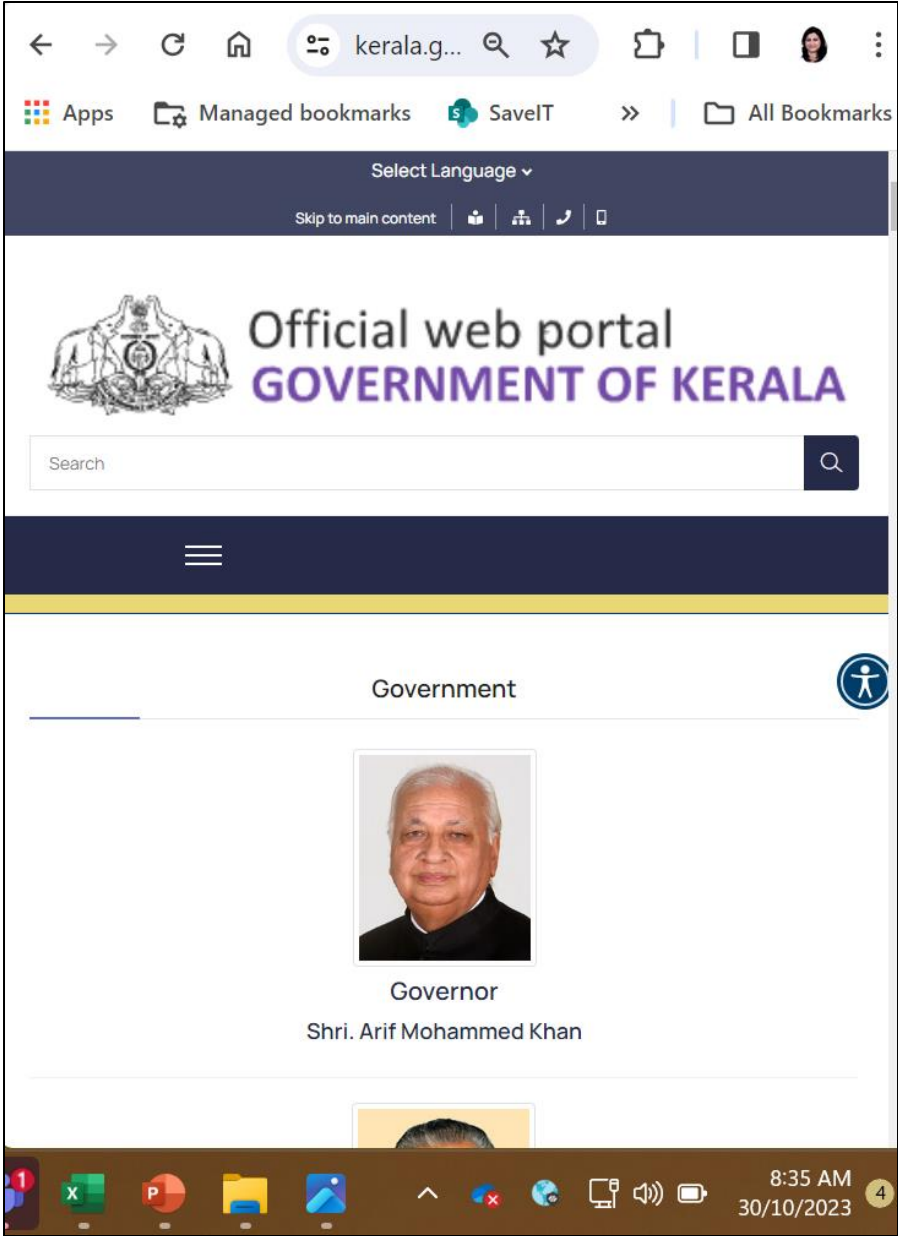 kerala.g...
Apps Managed bookmarks SaveIT » All Bookmarks
Select Language
Skip to main content
Official web portal
GOVERNMENT OF KERALA
Search
Government
Governor
Shri. Arif Mohammed Khan
1
8:35 AM
30/10/2023
4